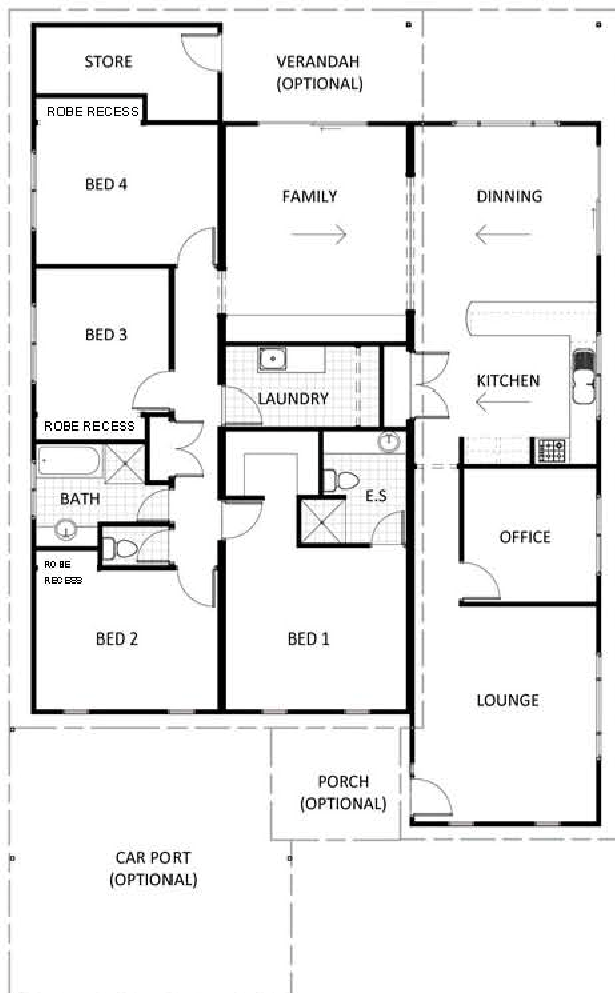 STORE
VERANDAH
(OPTIONAL)
ROBE RECESS
BED 4
FAMILY
DINNING
BED 3
KITCHEN
LAUNDRY
ROBE RECESS
BATH
E.S
OFFICE
ROBE
RECESS
BED 2
BED 1
LOUNGE
PORCH
(OPTIONAL)
CAR PORT
(OPTIONAL)